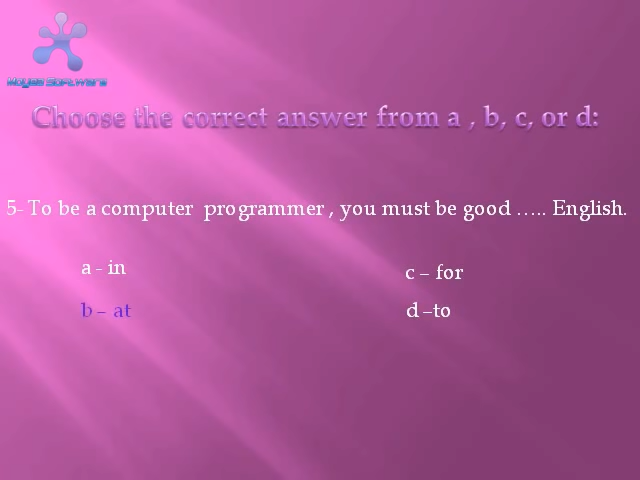 Choose the correct answer from a , b, c, or d:
5- To be a computer programmer , you must be good ..... English.
a - in
c – for
b – at
d –to